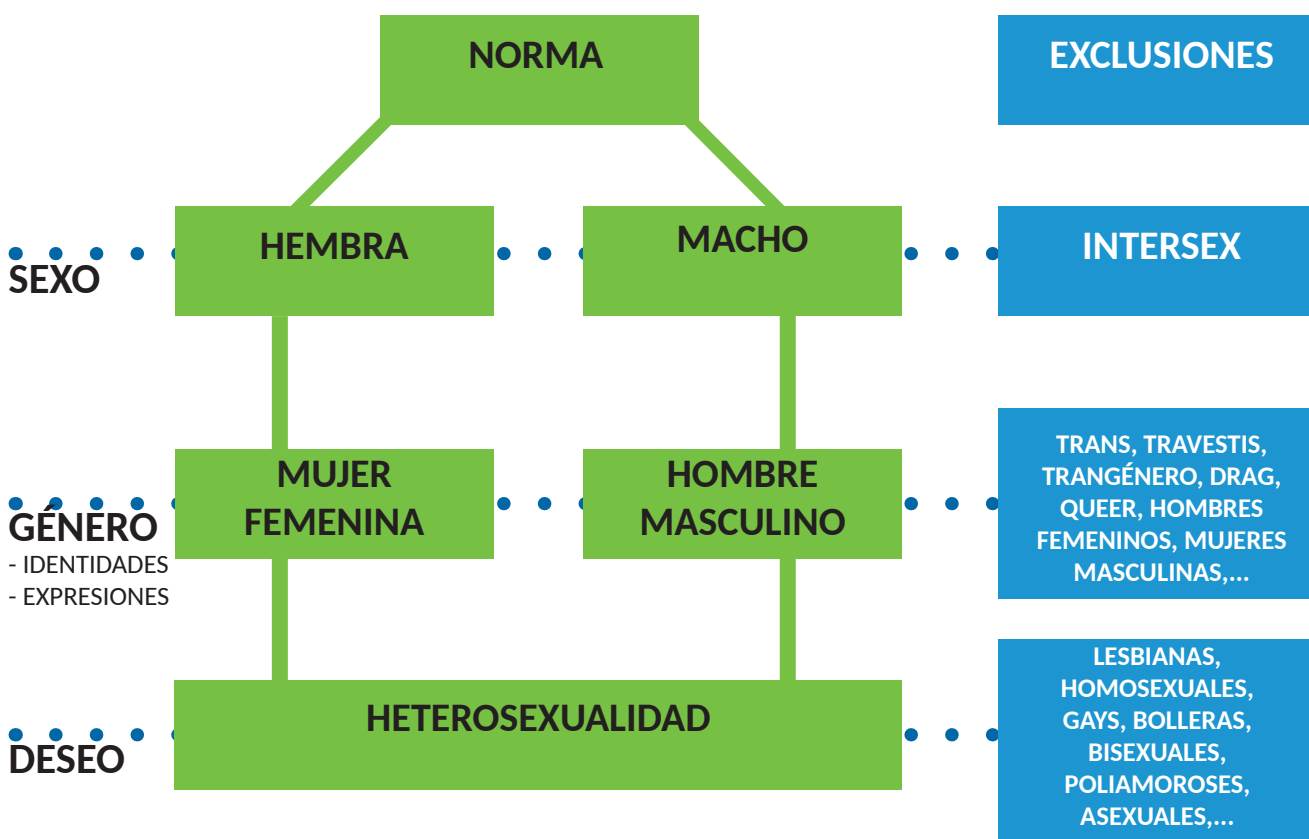 NORMA
EXCLUSIONES
SEXO
HEMBRA
MACHO
INTERSEX
GÉNERO
- IDENTIDADES
- EXPRESIONES
MUJER
FEMENINA
HOMBRE
MASCULINO
TRANS, TRAVESTIS,
TRANGÉNERO, DRAG,
QUEER, HOMBRES
FEMENINOS, MUJERES
MASCULINAS,...
DESEO
HETEROSEXUALIDAD
LESBIANAS,
HOMOSEXUALES,
GAYS, BOLLERAS,
BISEXUALES,
POLIAMOROSES,
ASEXUALES,...